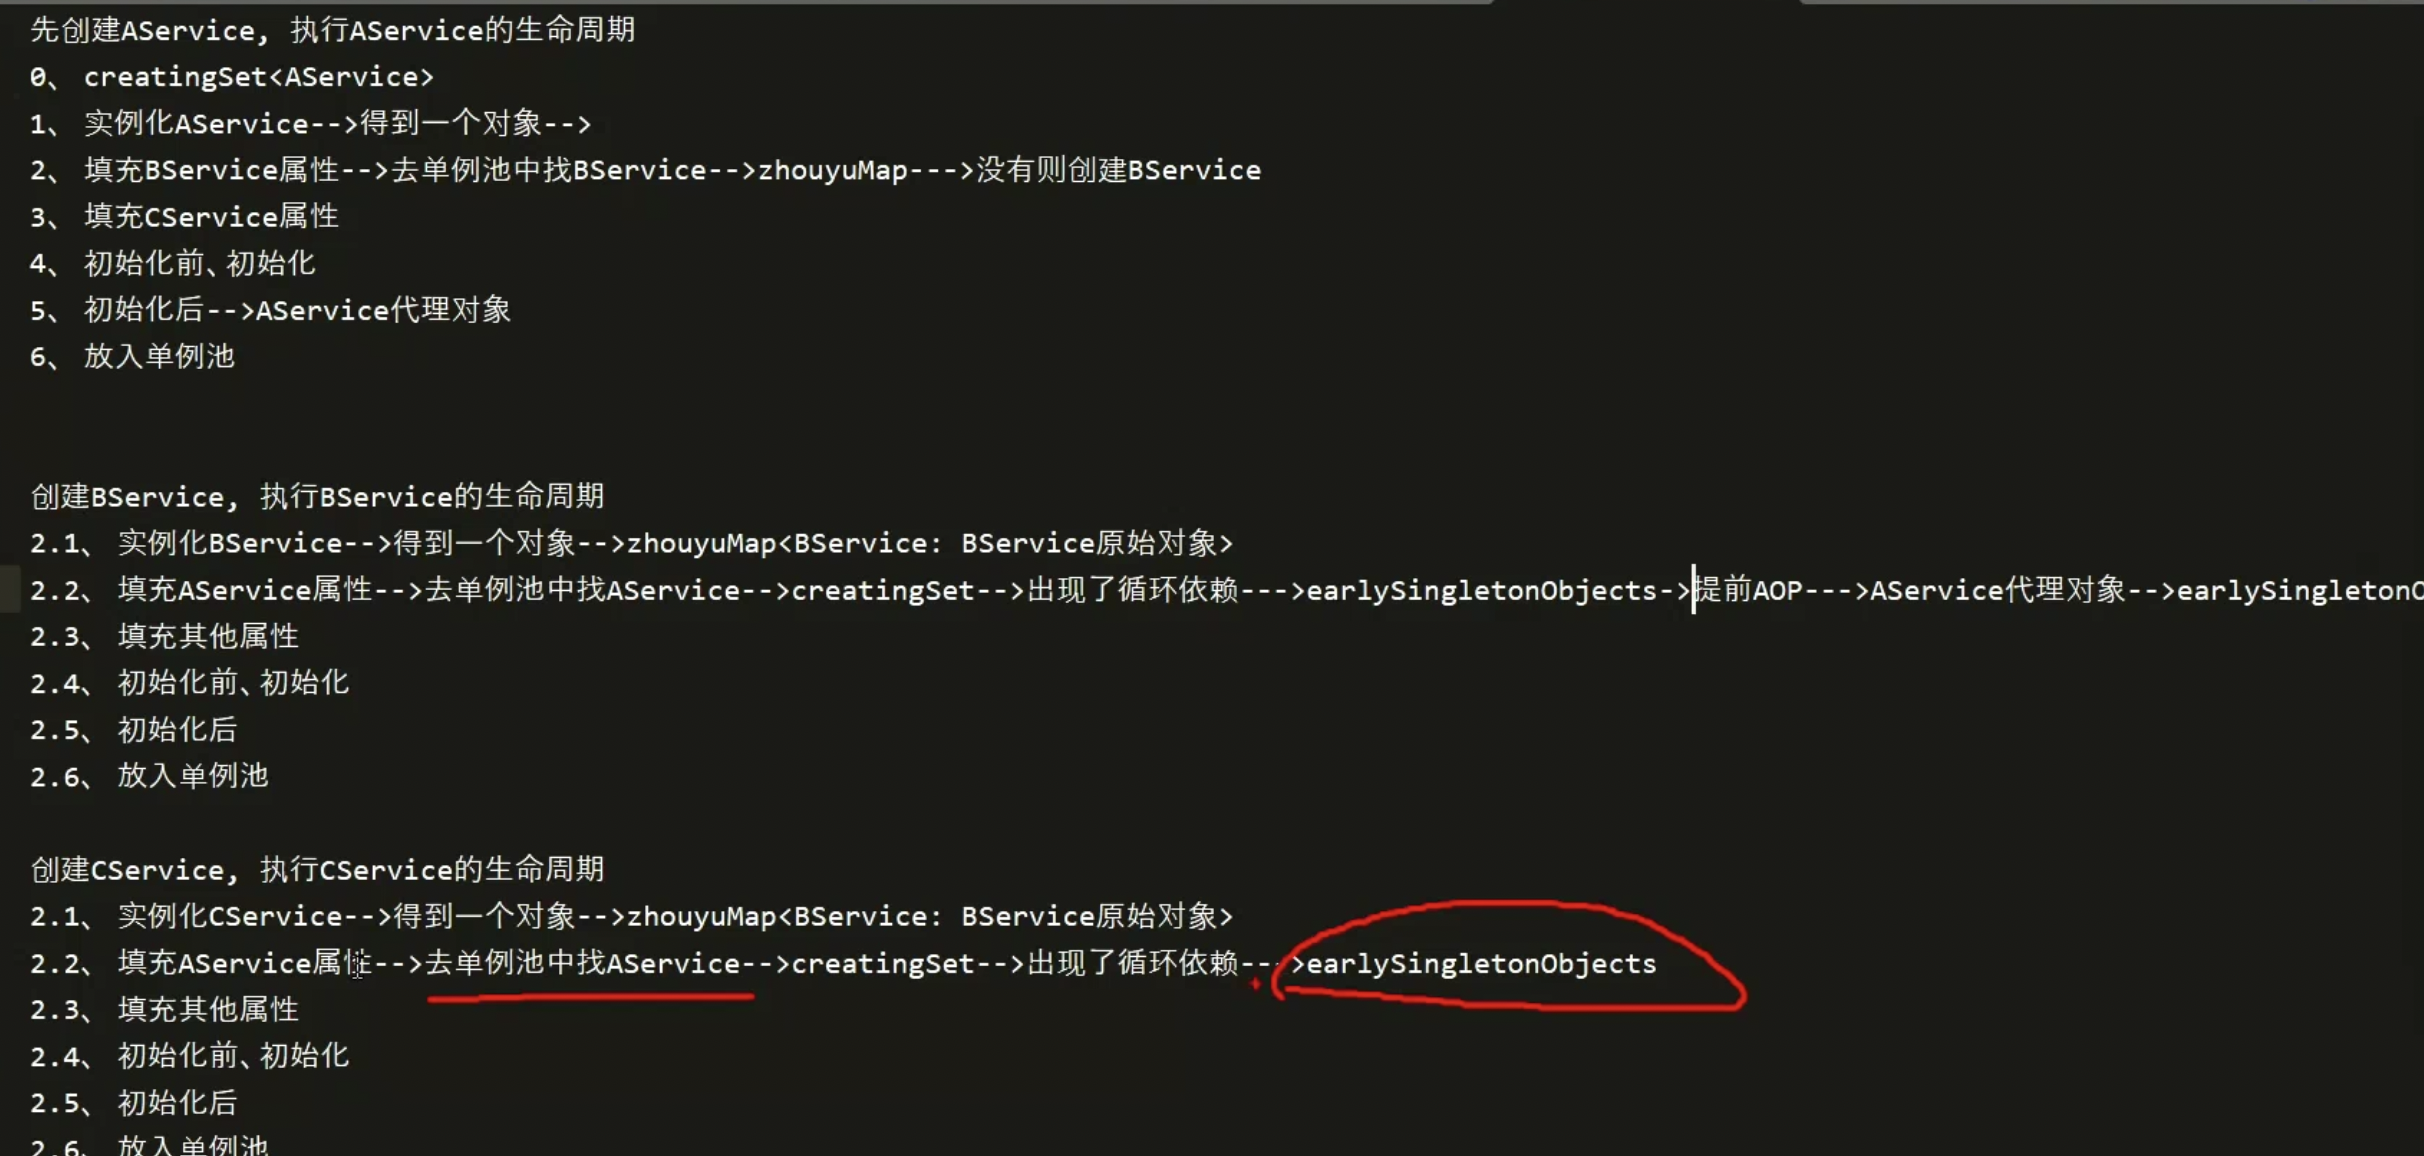 先创建AService, 执行AService的生命周期
0、 creatingSet<AService>
1、 实例化AService-->得到一个对象-->
2、 填充BService属性-->去单例池中找BService-->zhouyuMap--->没有则创建BService
3、 填充CService属性
4、 初始化前、初始化
5、 初始化后-->AService代理对象
6、 放入单例池
创建BService, 执行BService的生命周期
2.1、 实例化BService-->得到一个对象-->zhouyuMap<BService: BService原始对象>
2.2、 填充AService属性-->去单例池中找AService-->creatingSet-->出现了循环依赖--->earlySingletonObjects->提前AOP--->AService代理对象-->earlySingletonO
2.3、 填充其他属性
2.4、 初始化前、初始化
2.5、 初始化后
2.6、 放入单例池
创建CService, 执行CService的生命周期
2.1、 实例化CService-->得到一个对象-->zhouyuMap<BService: BService原始对象>
2.2、 填充AService属性-->去单例池中找AService-->creatingSet-->出现了循环依赖--->earlySingletonObjects
2.3、 填充其他属性
2.4、 初始化前、初始化
2.5、 初始化后
2.6、 放入单例池